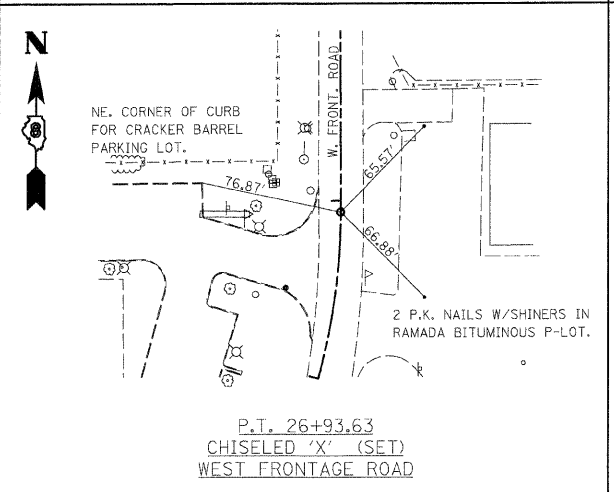 N
8
NE. CORNER OF CURB
FOR CRACKER BARREL
PARKING LOT.
W. FRONT. ROAD
76.87'
65.57'
66.88'
2 P.K. NAILS W/SHINERS IN
RAMADA BITUMINOUS P-LOT.
P.T. 26+93.63
CHISELED 'X' (SET)
WEST FRONTAGE ROAD